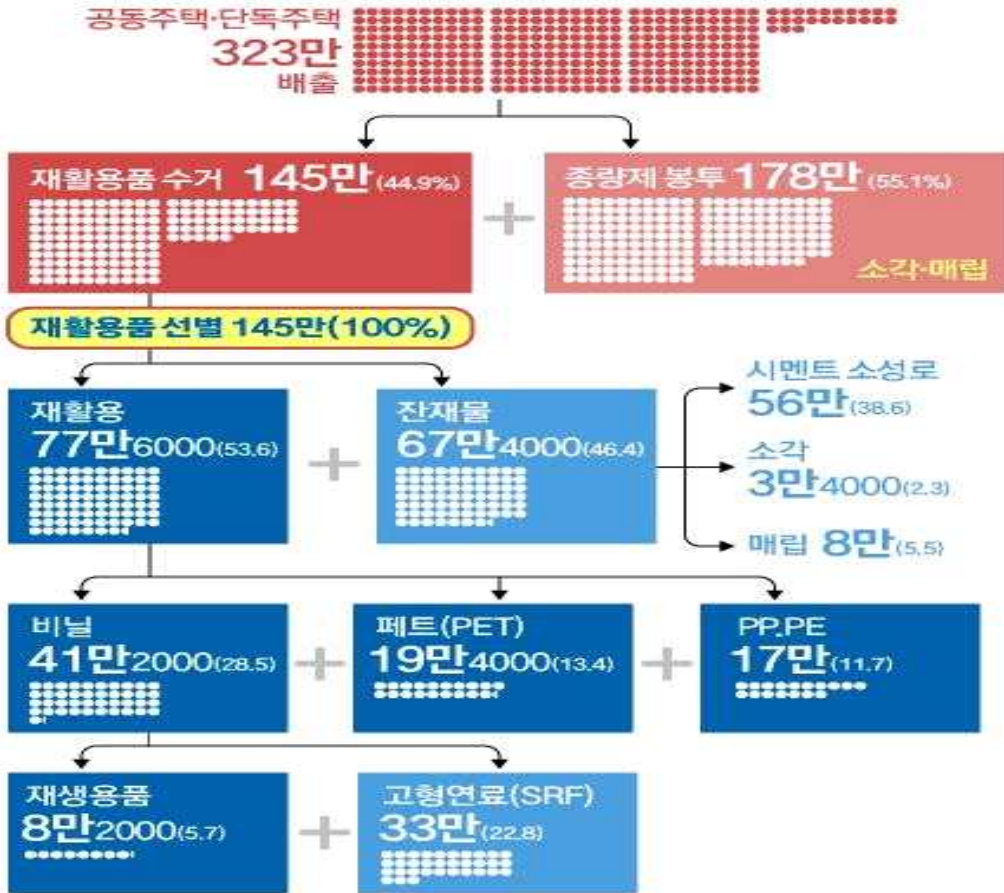 공동주택·단독주택
323만
배출
재활용품 수거 145만(44.9%)
종량제 봉투 178만(55.1%)
소각·매립
재활용품 선별 145만(100%)
재활용
77만6000(53.6)
잔재물
67만4000(46.4)
시멘트 소성로
56만(38.6)
소각
3만4000(2.3)
매립 8만(5.5)
비닐
41만2000(28.5)
페트(PET)
19만4000(13.4)
PP.PE
17만(11.7)
재생용품
8만2000(5.7)
고형연료(SRF)
33만(22.8)